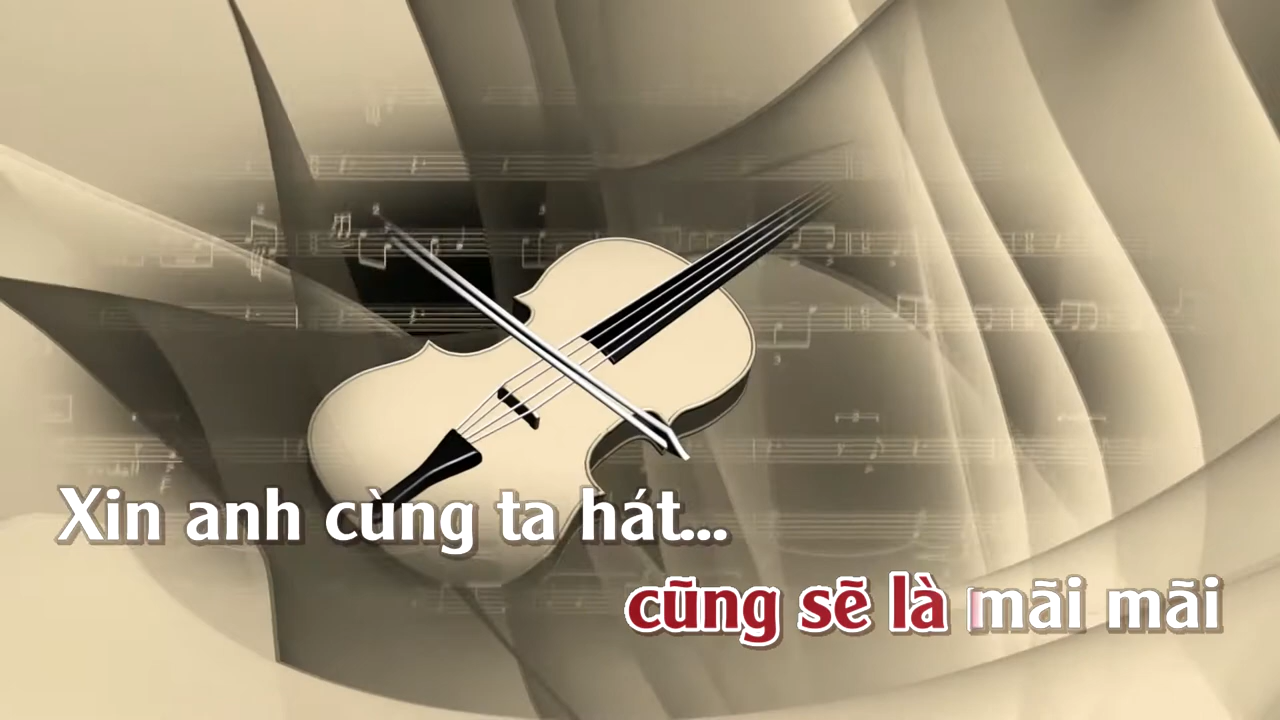 Xin anh cùng ta hát...
cũng sẽ là mãi mãi